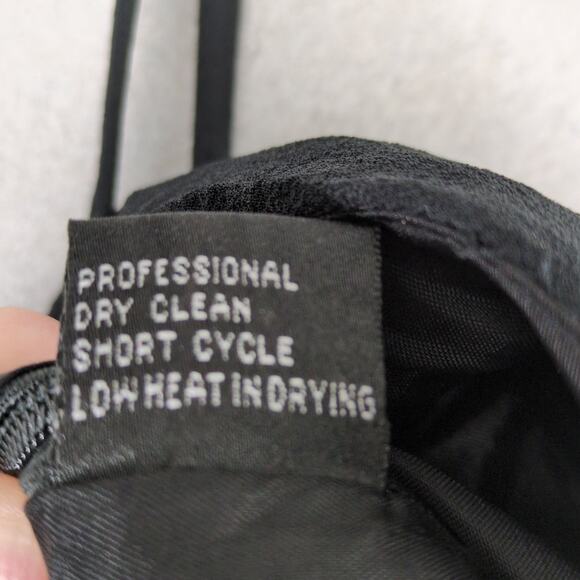 PROFESSIONAL
DRY CLEAN
SHORT CYCLE
LOW HEAT IN DRYING